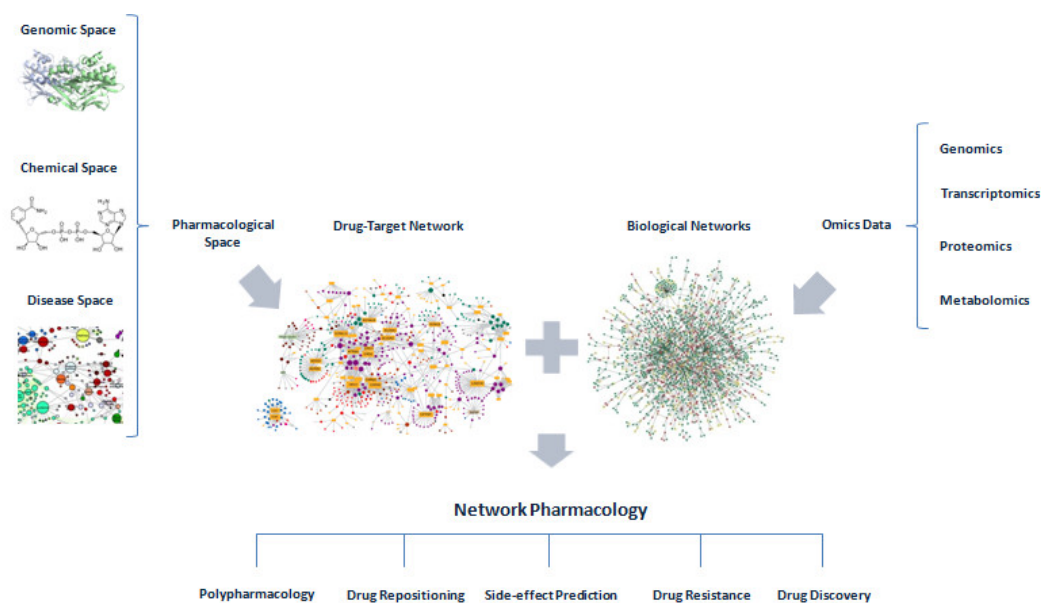 Genomic Space
Chemical Space
Disease Space
Pharmacological
Space
Drug-Target Network
Biological Networks
Omics Data
Genomics
Transcriptomics
Proteomics
Metabolomics
Network Pharmacology
Polypharmacology
Drug Repositioning
Side-effect Prediction
Drug Resistance
Drug Discovery